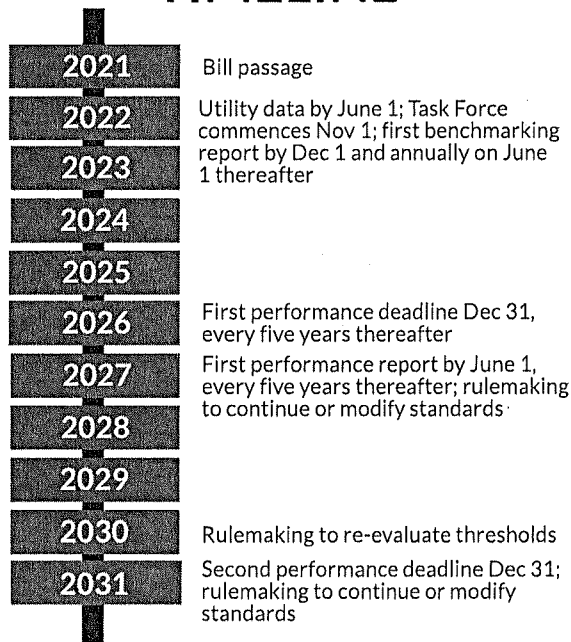 2021
Bill passage
2022
Utility data by June 1; Task Force
commences Nov 1; first benchmarking
report by Dec 1 and annually on June
1 thereafter
2023
2024
2025
2026
First performance deadline Dec 31,
every five years thereafter
2027
First performance report by June 1,
every five years thereafter; rulemaking
to continue or modify standards
2028
2029
2030
Rulemaking to re-evaluate thresholds
2031
Second performance deadline Dec 31;
rulemaking to continue or modify
standards